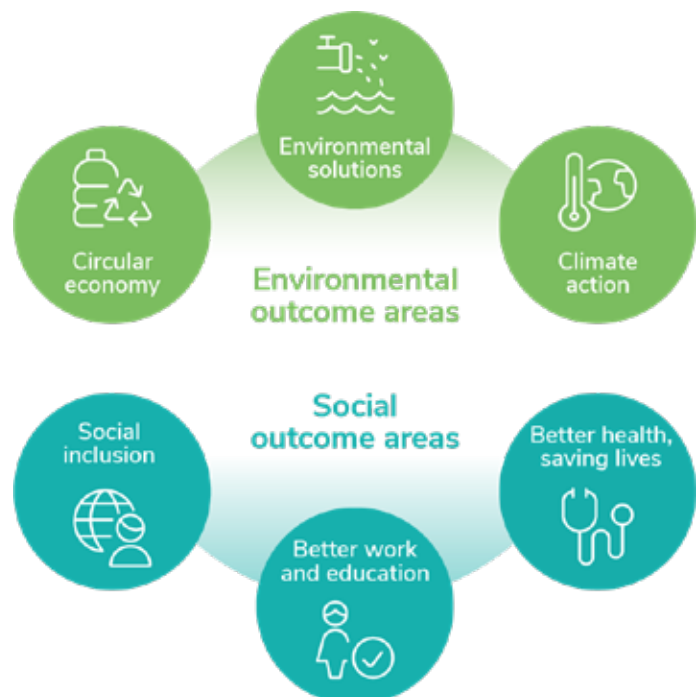 Environmental
solutions
Circular
economy
Climate
action
Environmental
outcome areas
Social
outcome areas
Social
inclusion
Better health,
saving lives
Better work
and education